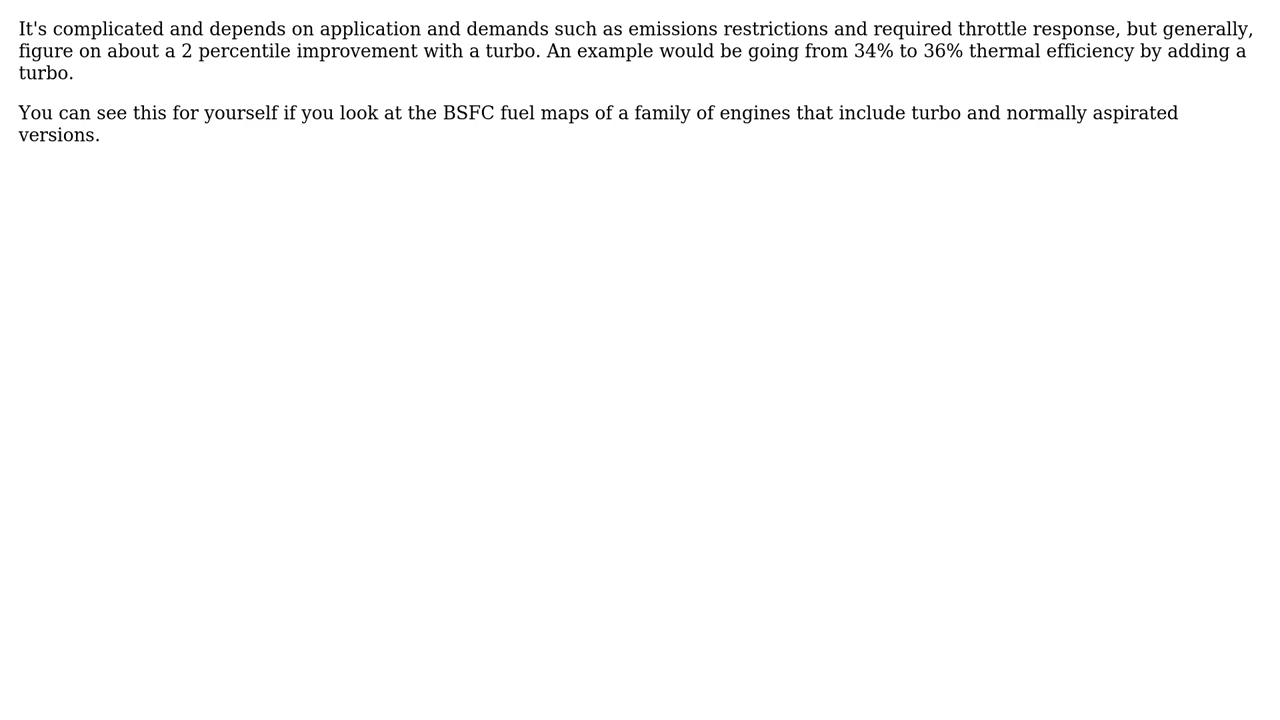 It's complicated and depends on application and demands such as emissions restrictions and required throttle response, but generally,
figure on about a 2 percentile improvement with a turbo. An example would be going from 34% to 36% thermal efficiency by adding a
turbo.
You can see this for yourself if you look at the BSFC fuel maps of a family of engines that include turbo and normally aspirated
versions.